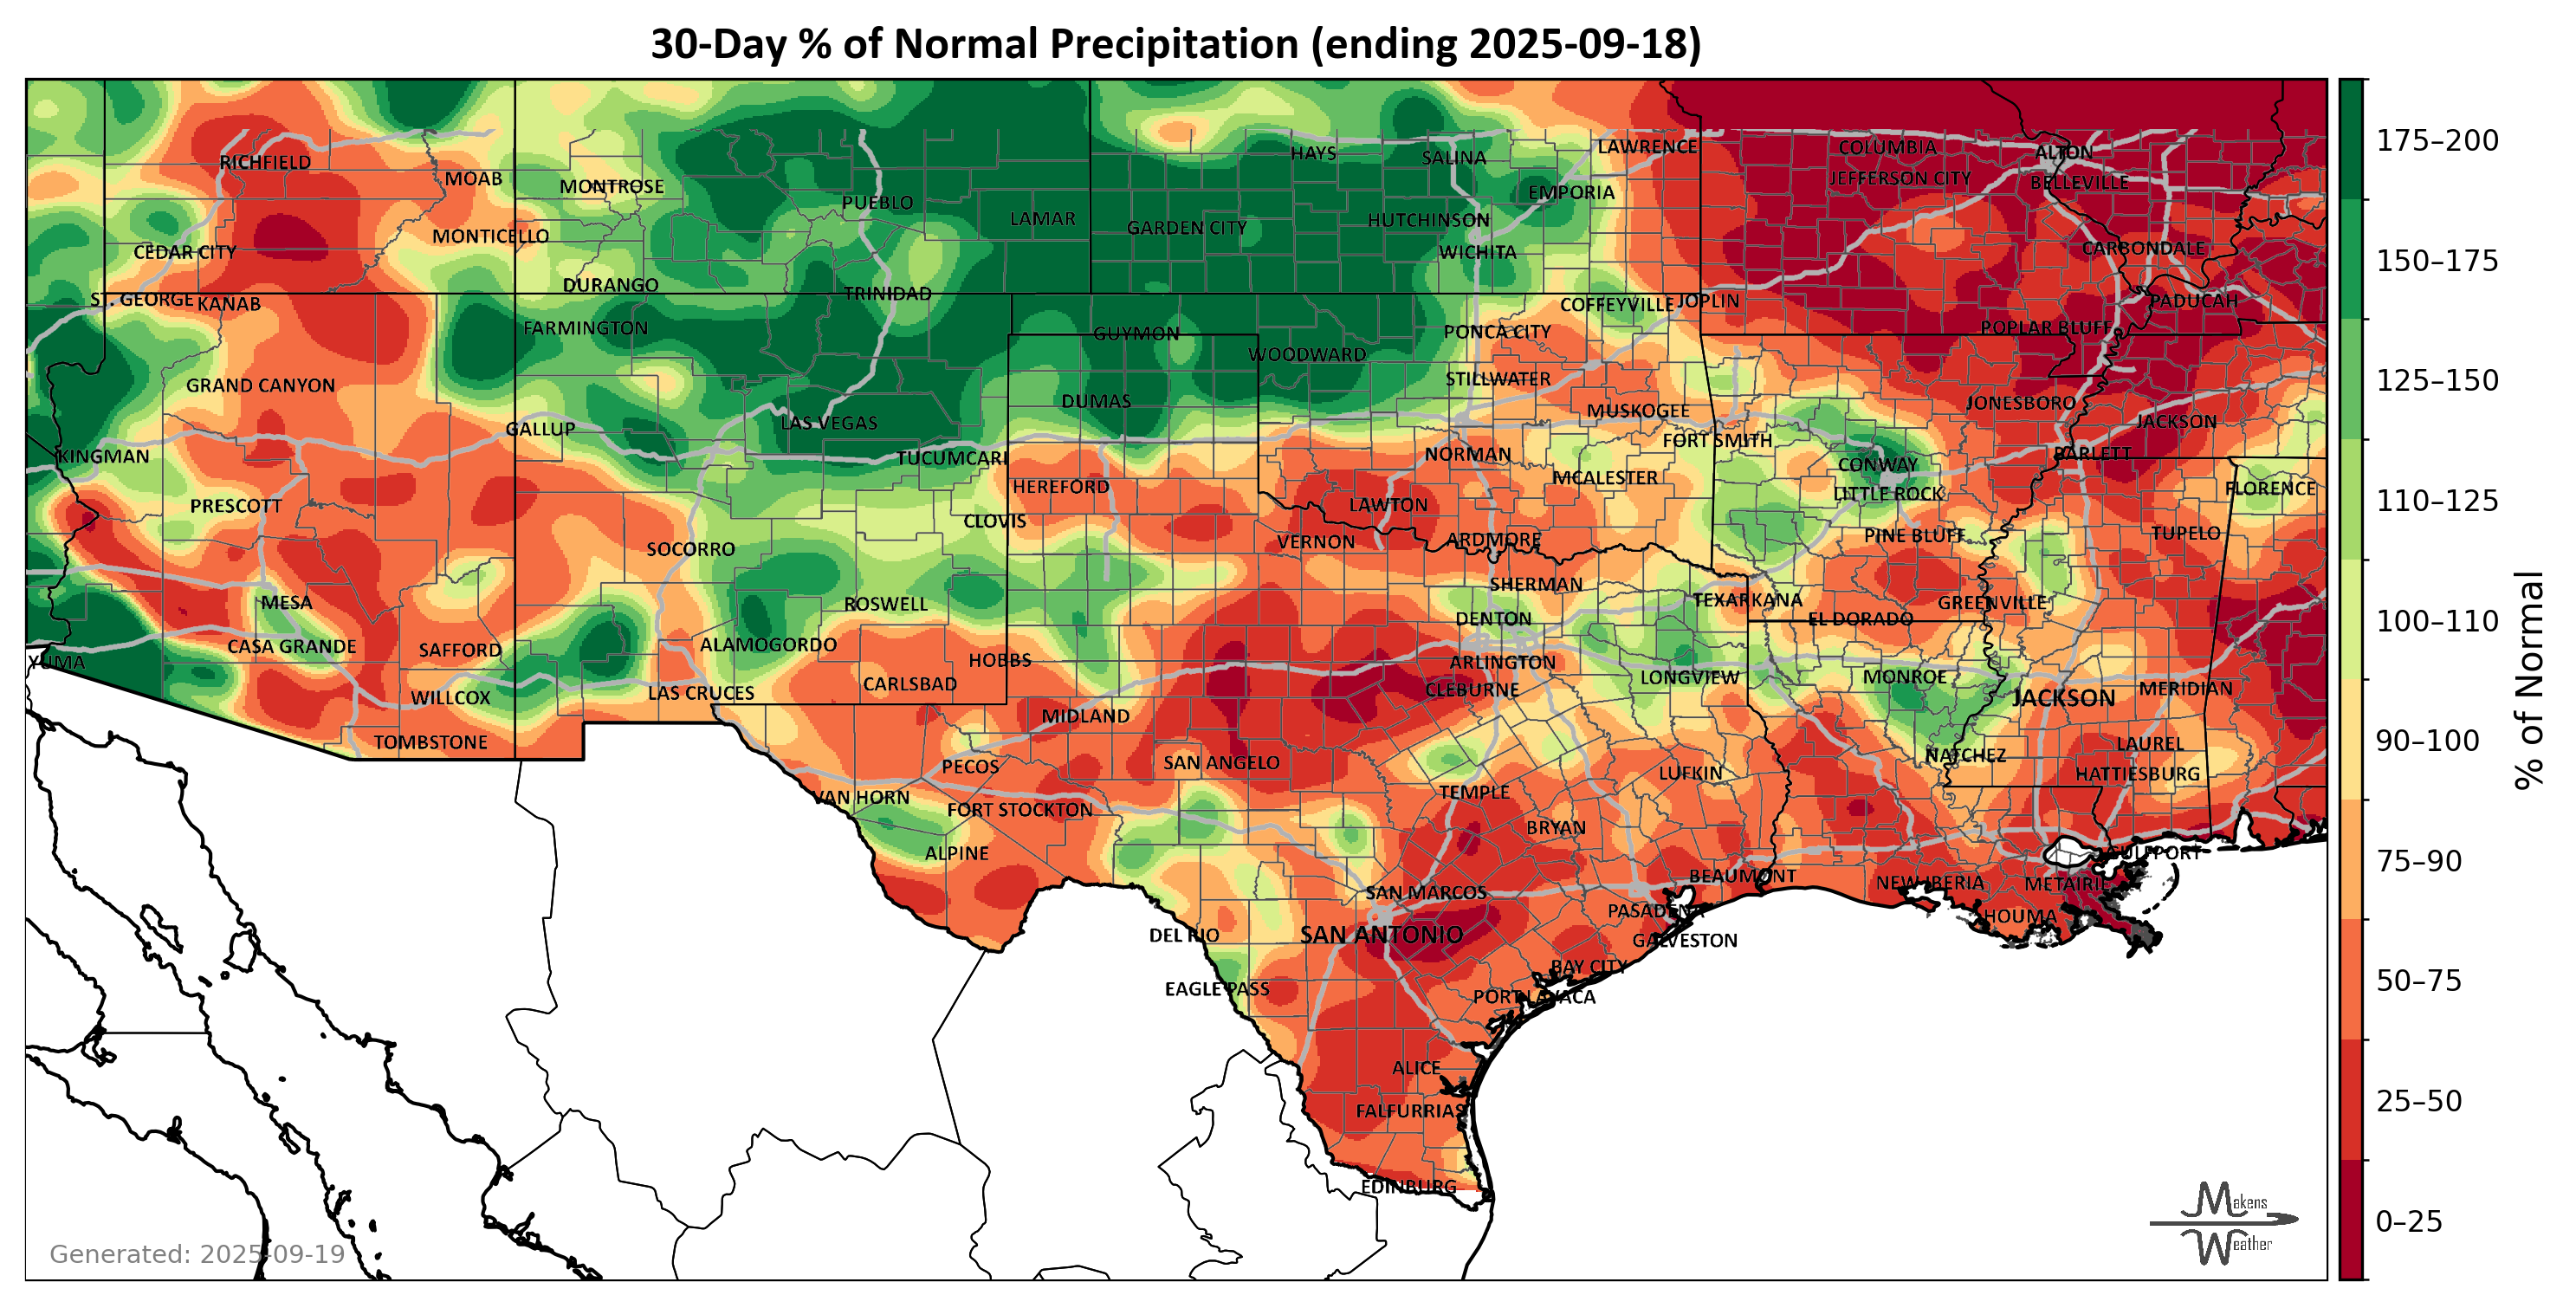 30-Day % of Normal Precipitation (ending 2025-09-18)
HAYS
SALINA
LAWRENCE
COLUMBIA
ALTON
RICHFIELD
MOAB
MONTROSE
PUEBLO
LAMAR
EMPORIA
JEFFERSON CITY
BELLEVILLE
MONTICELLO
GARDEN CITY
HUTCHINSON
CEDAR CITY
WICHITA
CARBONDALE
DURANGO
TRINIDAD
ST. GEORGE
KANAB
COFFEYVILLE
JOPLIN
PADUCAH
FARMINGTON
GUYMON
PONCA CITY
POPLAR BLUFF
WOODWARD
GRAND CANYON
STILLWATER
DUMAS
MUSKOGEE
JONESBORO
GALLUP
LAS VEGAS
JACKSON
KINGMAN
TUCUMCARI
NORMAN
FORT SMITH
CONWAY
BARLETT
HEREFORD
MCALESTER
LITTLE ROCK
FLORENCE
PRESCOTT
LAWTON
CLOVIS
SOCORRO
VERNON
ARDMORE
PINE BLUFF
TUPELO
SHERMAN
MESA
ROSWELL
DENTON
TEXARKANA
GREENVILLE
CASA GRANDE
SAFFORD
ALAMOGORDO
EL DORADO
YUMA
HOBBS
ARLINGTON
WILLCOX
LAS CRUCES
CARLSBAD
CLEBURNE
LONGVIEW
MONROE
JACKSON
MERIDIAN
MIDLAND
TOMBSTONE
PECOS
SAN ANGELO
NATCHEZ
LAUREL
LUFKIN
HATTIESBURG
VAN HORN
FORT STOCKTON
TEMPLE
BRYAN
ALPINE
GULFPORT
SAN MARCOS
BEAUMONT
NEW IBERIA
METAIRIE
PASADENA
HOUMA
DEL RIO
SAN ANTONIO
GALVESTON
BAY CITY
EAGLE PASS
PORT LAVACA
ALICE
FALFURRIAS
EDINBURG
175–200
150–175
125–150
110–125
100–110
90–100
75–90
50–75
25–50
0–25
% of Normal
Generated: 2025-09-19
Makens
Weather